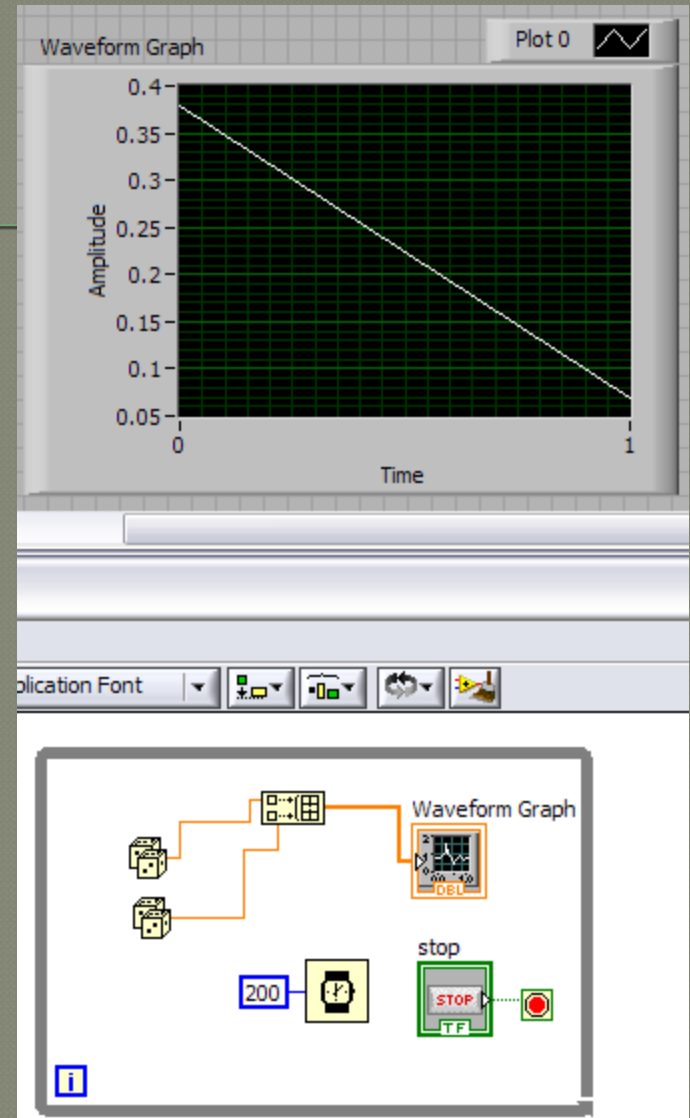 Waveform Graph
Plot 0
0.4
0.35
0.3
0.25
0.2
0.15
0.1
0.05
Amplitude
0 1
Time
plication Font
Waveform Graph
DBL
stop
200
STOP
TF
i